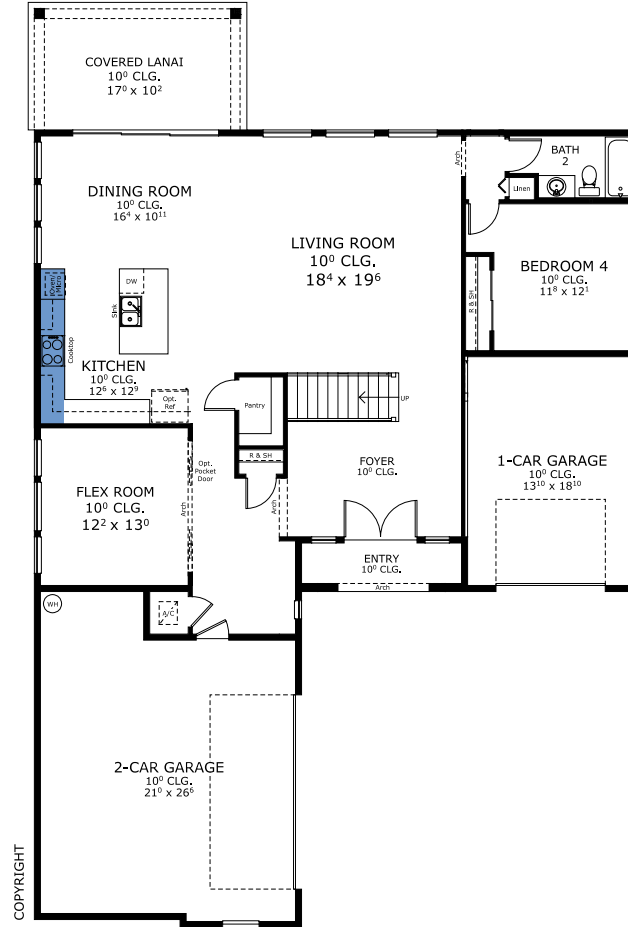 COVERED LANAI
10⁰ CLG.
17⁰ x 10²
DINING ROOM
10⁰ CLG.
16⁴ x 10¹¹
LIVING ROOM
10⁰ CLG.
18⁴ x 19⁶
Arch
BATH
2
Linen
BEDROOM 4
10⁰ CLG.
11⁸ x 12¹
R & SH
Oven/
Micro
DW
Sink
Cooktop
KITCHEN
10⁰ CLG.
12⁶ x 12⁹
Opt.
Ref
Pantry
UP
R & SH
FOYER
10⁰ CLG.
1-CAR GARAGE
10⁰ CLG.
13¹⁰ x 18¹⁰
Opt.
Pocket
Door
Arch
Arch
FLEX ROOM
10⁰ CLG.
12² x 13⁰
ENTRY
10⁰ CLG.
Arch
WH
A/C
2-CAR GARAGE
10⁰ CLG.
21⁰ x 26⁶
COPYRIGHT